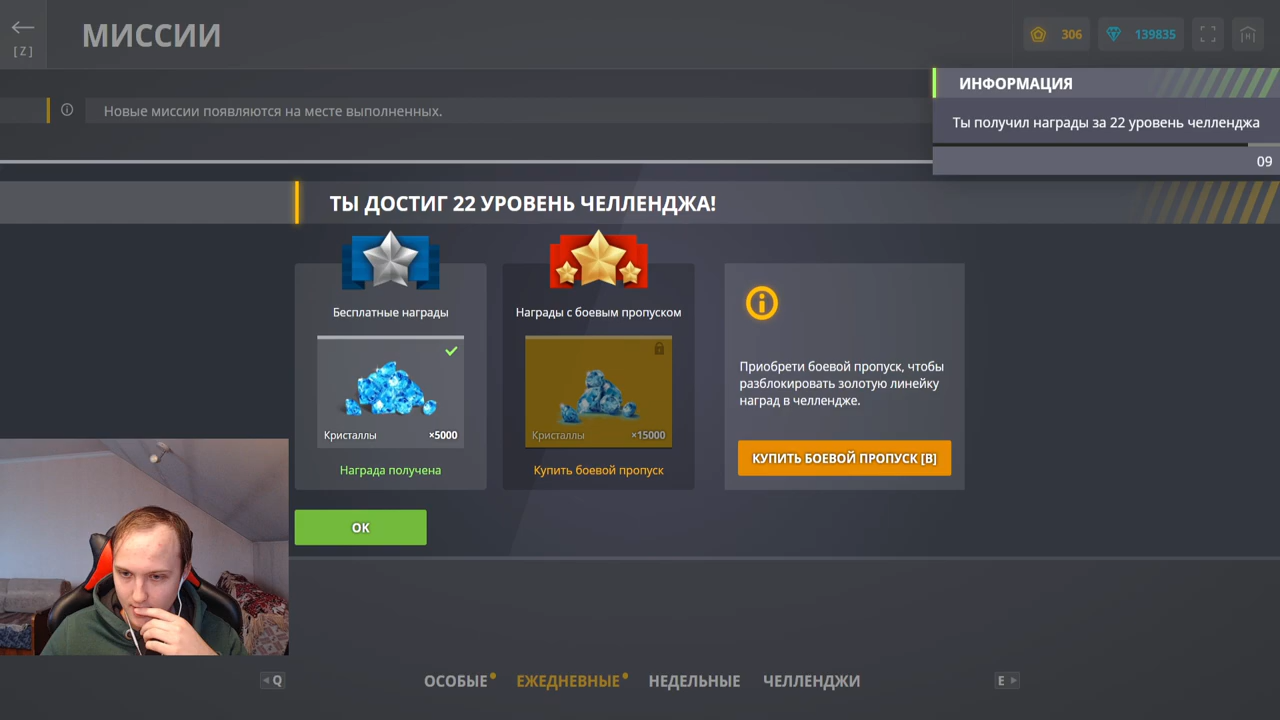 МИССИИ
[Z]
306
139835
ИНФОРМАЦИЯ
Ты получил награды за 22 уровень челленджа
09
Новые миссии появляются на месте выполненных.
ТЫ ДОСТИГ 22 УРОВЕНЬ ЧЕЛЛЕНДЖА!
Бесплатные награды
Кристаллы ×5000
Награда получена
Награды с боевым пропуском
Кристаллы ×15000
Купить боевой пропуск
Приобрети боевой пропуск, чтобы
разблокировать золотую линейку
наград в челлендже.
КУПИТЬ БОЕВОЙ ПРОПУСК [B]
ОК
Q
ОСОБЫЕ ЕЖЕДНЕВНЫЕ НЕДЕЛЬНЫЕ ЧЕЛЛЕНДЖИ
E